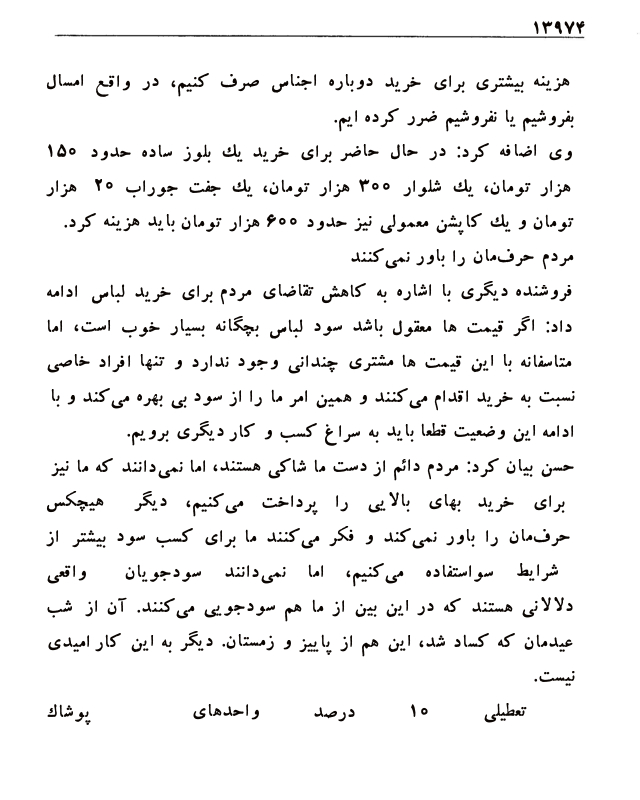 ۱۳۹۷۴
هزینه بیشتری برای خرید دوباره اجناس صرف کنیم، در واقع امسال
بفروشیم یا نفروشیم ضرر کرده ایم.
وی اضافه کرد: در حال حاضر برای خرید یك بلوز ساده حدود ۱۵۰
هزار تومان، یك شلوار ۳۰۰ هزار تومان، یك جفت جوراب ۲۰ هزار
تومان و یك کاپشن معمولی نیز حدود ۶۰۰ هزار تومان باید هزینه کرد.
مردم حرف‌مان را باور نمی‌کنند
فروشنده دیگری با اشاره به کاهش تقاضای مردم برای خرید لباس ادامه
داد: اگر قیمت ها معقول باشد سود لباس بچگانه بسیار خوب است، اما
متاسفانه با این قیمت ها مشتری چندانی وجود ندارد و تنها افراد خاصی
نسبت به خرید اقدام می‌کنند و همین امر ما را از سود بی بهره می‌کند و با
ادامه این وضعیت قطعا باید به سراغ کسب و کار دیگری برویم.
حسن بیان کرد: مردم دائم از دست ما شاکی هستند، اما نمی‌دانند که ما نیز
برای خرید بهای بالایی را پرداخت می‌کنیم، دیگر هیچکس
حرف‌مان را باور نمی‌کند و فکر می‌کنند ما برای کسب سود بیشتر از
شرایط سواستفاده می‌کنیم، اما نمی‌دانند سودجویان واقعی
دلالانی هستند که در این بین از ما هم سودجویی می‌کنند. آن از شب
عیدمان که کساد شد، این هم از پاییز و زمستان. دیگر به این کار امیدی
نیست.
تعطیلی ۱۰ درصد واحدهای پوشاك